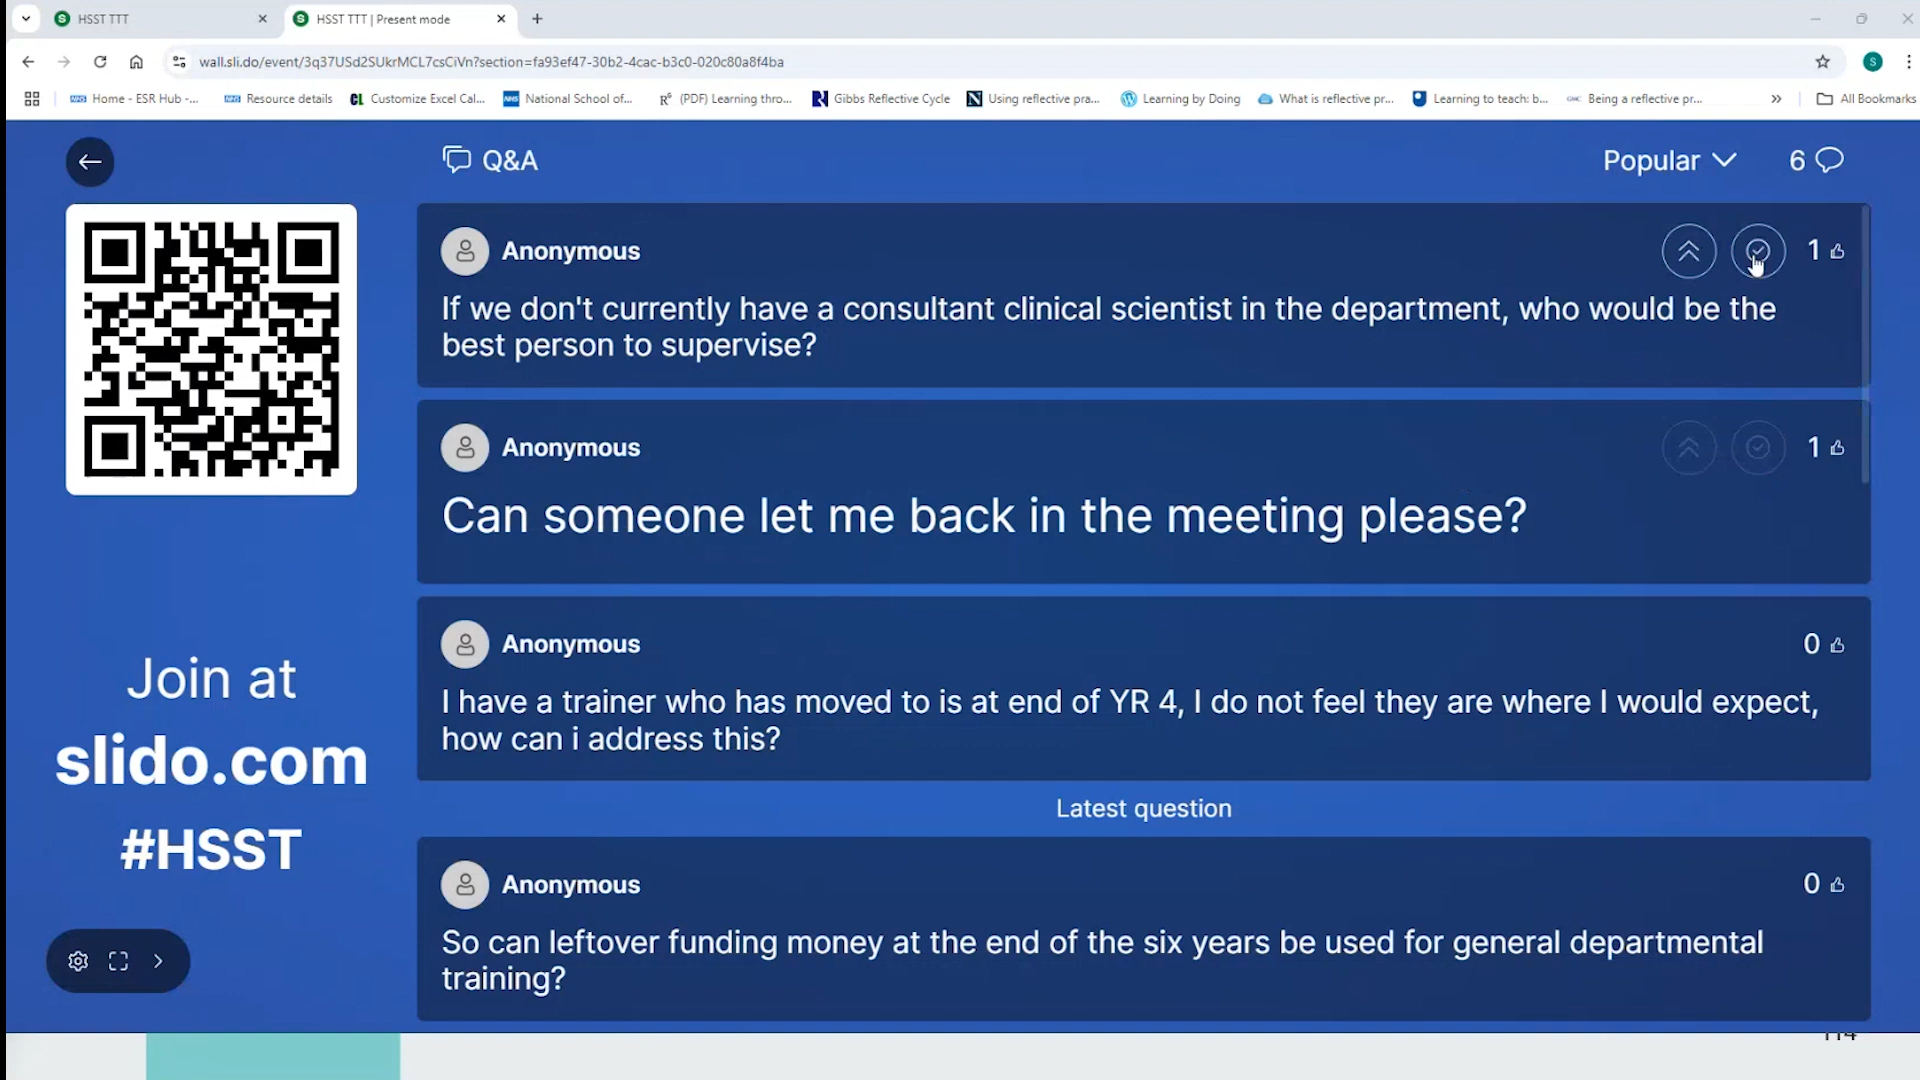 HSST TTT
HSST TTT | Present mode
wall.sli.do/event/3q37USd2SUkrMCL7csCiVn?section=fa93ef47-30b2-4cac-b3c0-020c80a8f4ba
S
NHS Home - ESR Hub -...
NHS Resource details
CL Customize Excel Cal...
NHS National School of...
R⁶ (PDF) Learning thro...
Gibbs Reflective Cycle
N Using reflective pra...
Learning by Doing
What is reflective pr...
Learning to teach: b...
GMC Being a reflective pr...
All Bookmarks
Q&A
Popular
6
Anonymous
1
If we don't currently have a consultant clinical scientist in the department, who would be the
best person to supervise?
Anonymous
1
Can someone let me back in the meeting please?
Anonymous
0
I have a trainer who has moved to is at end of YR 4, I do not feel they are where I would expect,
how can i address this?
Latest question
Anonymous
0
So can leftover funding money at the end of the six years be used for general departmental
training?
Join at
slido.com
#HSST